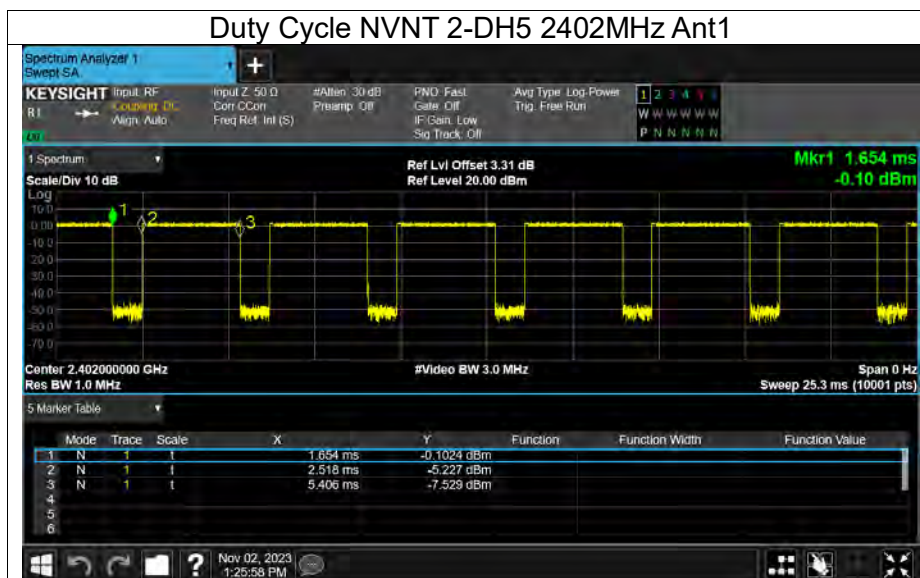 Duty Cycle NVNT 2-DH5 2402MHz Ant1
Spectrum Analyzer 1
Swept SA
+
KEYSIGHT Input: RF Input Z: 50 Ω #Atten: 30 dB PNO: Fast Avg Type: Log-Power 1 2 3 4 5 6
R1 Coupling: DC Corr CCorr Preamp: Off Gate: Off Trig: Free Run W W W W W W
Align: Auto Freq Ref: Int (S) IF Gain: Low P N N N N N
Sig Track: Off
1 Spectrum
Ref Lvl Offset 3.31 dB Mkr1 1.654 ms
Scale/Div 10 dB Ref Level 20.00 dBm -0.10 dBm
Log
10.0
0.00
-10.0
-20.0
-30.0
-40.0
-50.0
-60.0
-70.0
1 2 3
Center 2.402000000 GHz #Video BW 3.0 MHz Span 0 Hz
Res BW 1.0 MHz Sweep 25.3 ms (10001 pts)
5 Marker Table
Mode Trace Scale X Y Function Function Width Function Value
1 N 1 t 1.654 ms -0.1024 dBm
2 N 1 t 2.518 ms -5.227 dBm
3 N 1 t 5.406 ms -7.529 dBm
4
5
6
? Nov 02, 2023
1:25:58 PM